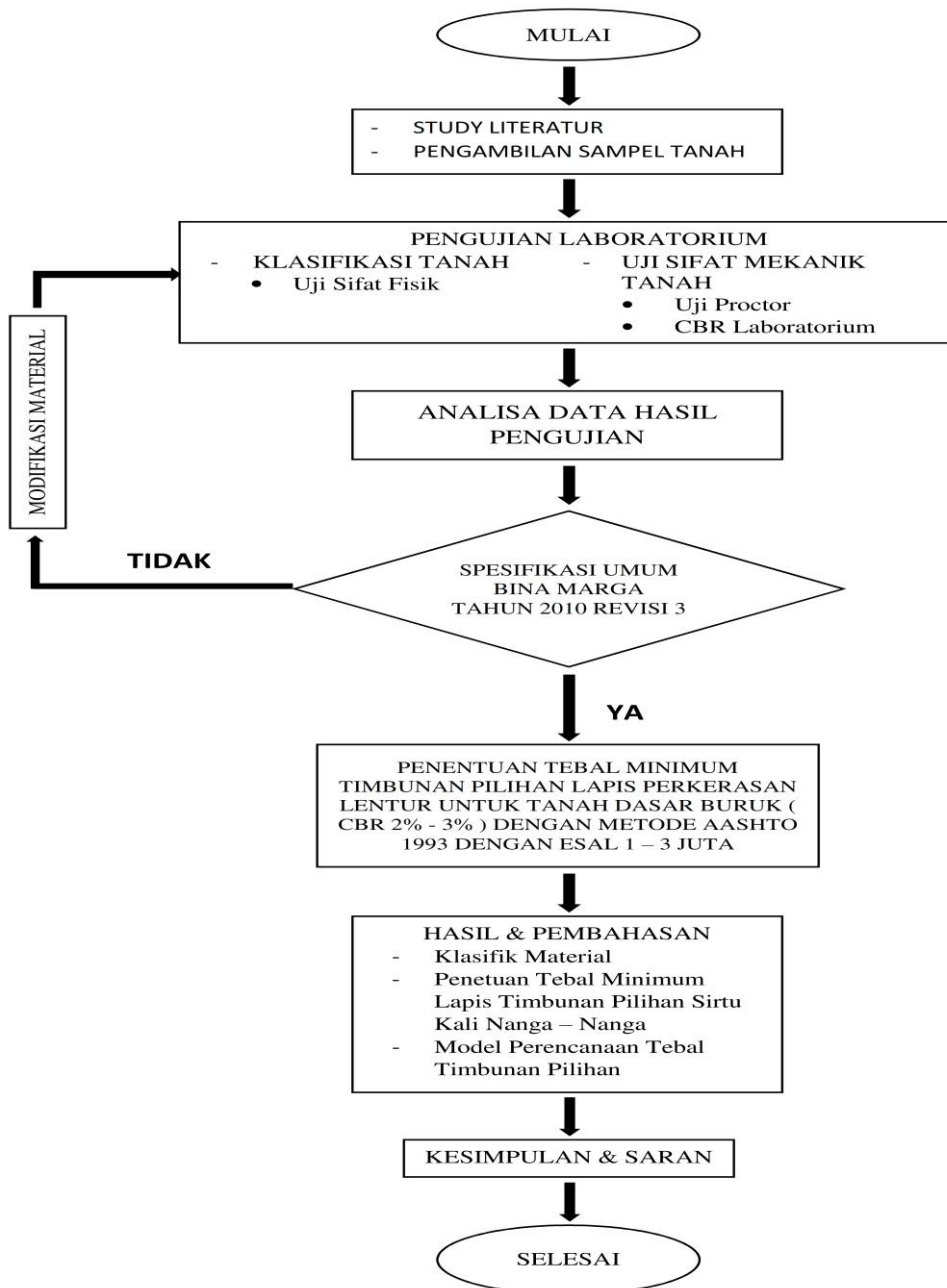 MULAI
- STUDY LITERATUR
- PENGAMBILAN SAMPEL TANAH
PENGUJIAN LABORATORIUM
- KLASIFIKASI TANAH
• Uji Sifat Fisik
- UJI SIFAT MEKANIK
TANAH
• Uji Proctor
• CBR Laboratorium
MODIFIKASI MATERIAL
ANALISA DATA HASIL
PENGUJIAN
TIDAK
SPESIFIKASI UMUM
BINA MARGA
TAHUN 2010 REVISI 3
YA
PENENTUAN TEBAL MINIMUM
TIMBUNAN PILIHAN LAPIS PERKERASAN
LENTUR UNTUK TANAH DASAR BURUK (
CBR 2% - 3% ) DENGAN METODE AASHTO
1993 DENGAN ESAL 1 – 3 JUTA
HASIL & PEMBAHASAN
- Klasifik Material
- Penetuan Tebal Minimum
Lapis Timbunan Pilihan Sirtu
Kali Nanga – Nanga
- Model Perencanaan Tebal
Timbunan Pilihan
KESIMPULAN & SARAN
SELESAI